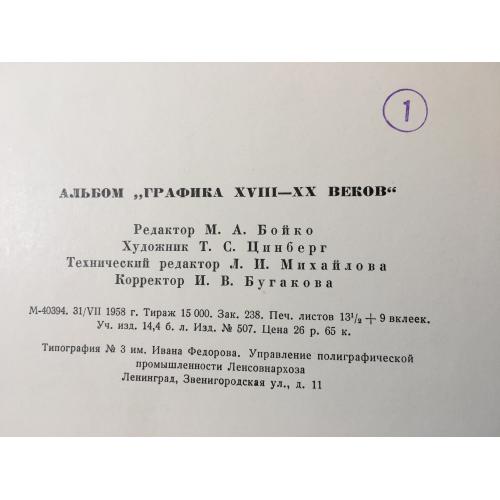 1
АЛЬБОМ „ГРАФИКА XVIII—XX ВЕКОВ“
Редактор М. А. Бойко
Художник Т. С. Цинберг
Технический редактор Л. И. Михайлова
Корректор И. В. Бугакова
М-40394. 31/VII 1958 г. Тираж 15 000. Зак. 238. Печ. листов 13¹/₂ + 9 вклеек.
Уч. изд. 14,4 б. л. Изд. № 507. Цена 26 р. 65 к.
Типография № 3 им. Ивана Федорова. Управление полиграфической
промышленности Ленсовнархоза
Ленинград, Звенигородская ул., д. 11